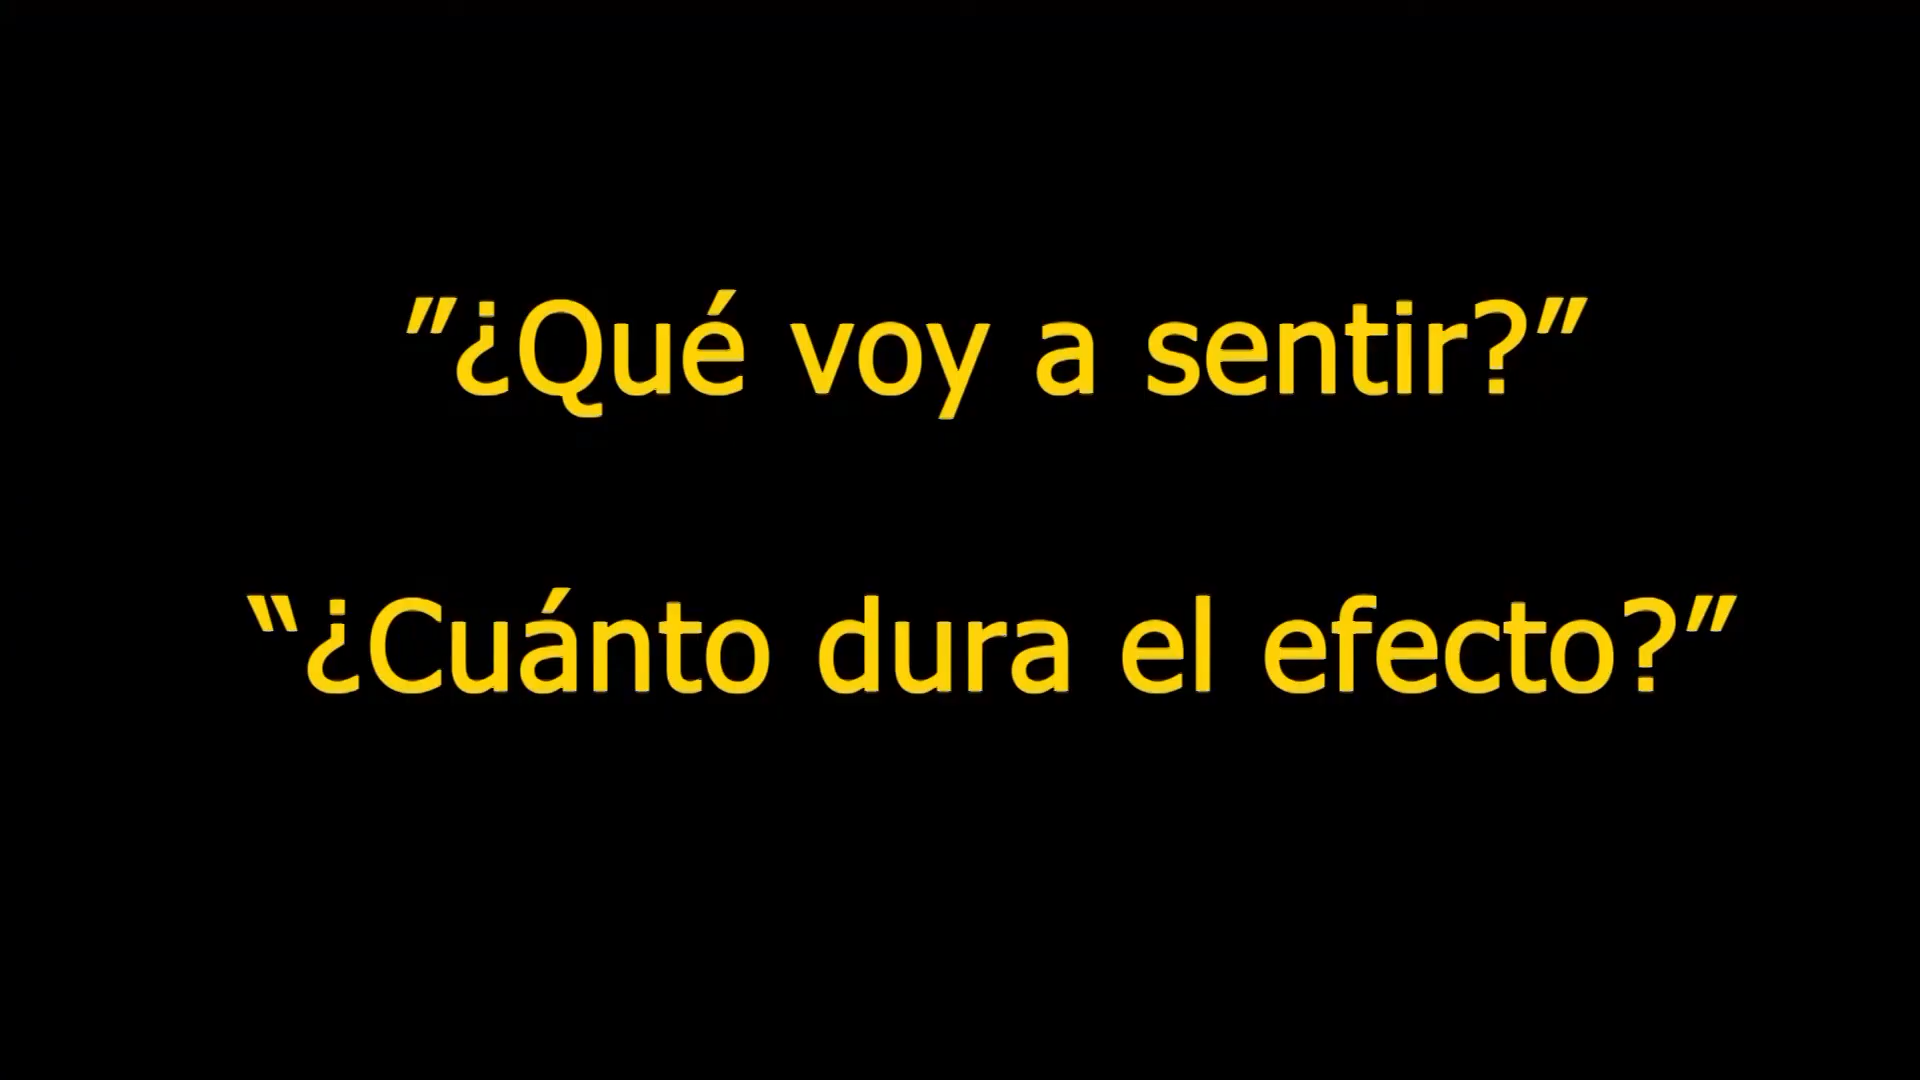 ”¿Qué voy a sentir?”
“¿Cuánto dura el efecto?”